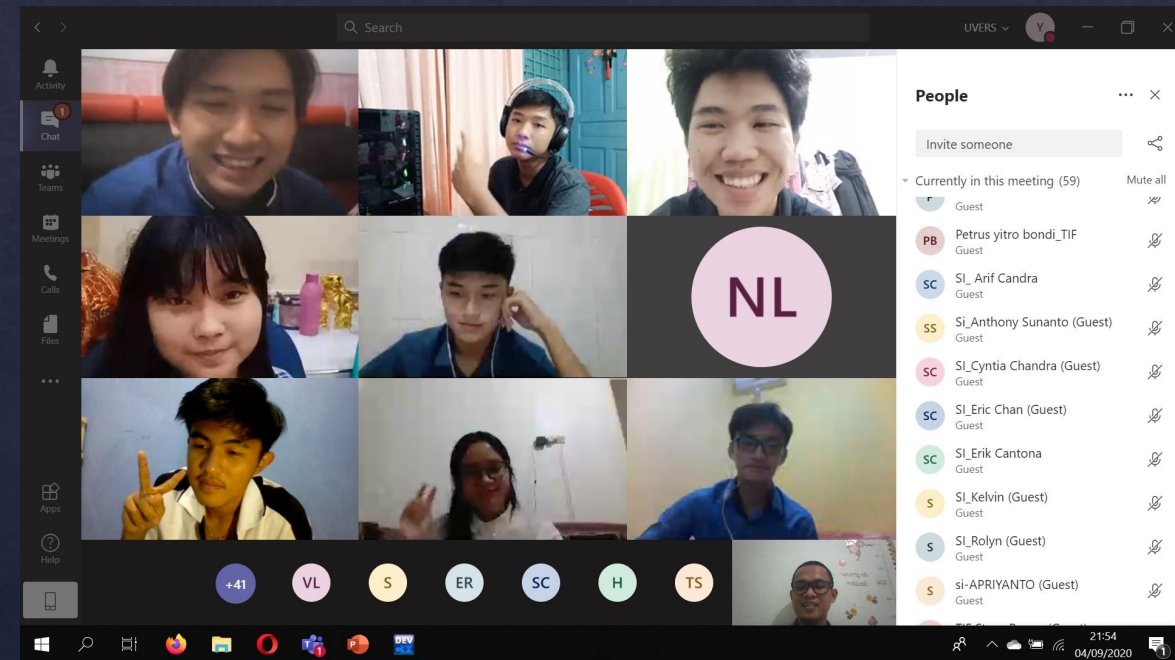 Search
UVERS
Y
Activity
1
Chat
Teams
Meetings
Calls
Files
Apps
Help
NL
+41
VL
S
ER
SC
H
TS
People
Invite someone
Currently in this meeting (59)
Mute all
Guest
PB
Petrus yitro bondi_TIF
Guest
SC
SI_ Arif Candra
Guest
SS
Si_Anthony Sunanto (Guest)
Guest
SC
SI_Cyntia Chandra (Guest)
Guest
SC
SI_Eric Chan (Guest)
Guest
SC
SI_Erik Cantona
Guest
S
SI_Kelvin (Guest)
Guest
S
SI_Rolyn (Guest)
Guest
S
si-APRIYANTO (Guest)
Guest
DEV
21:54
04/09/2020
1